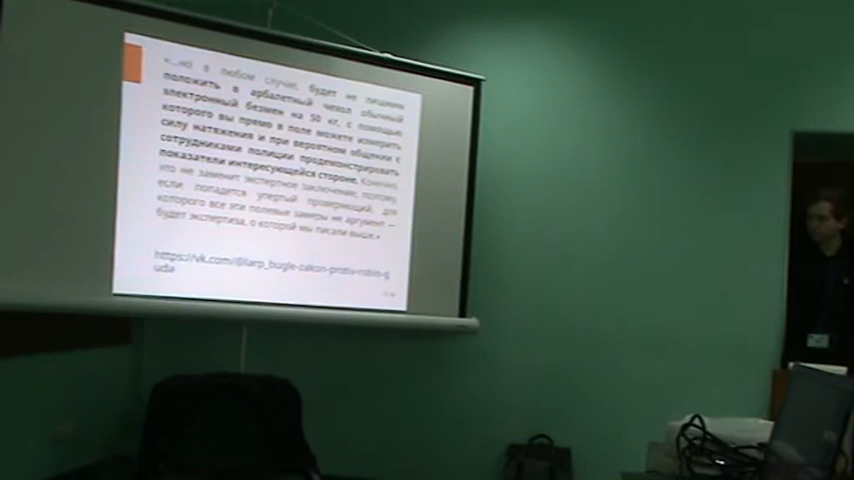 «...но в любом случае, будет не лишним
положить в арбалетный чехол обычный
электронный безмен на 50 кг, с помощью
которого вы прямо в поле можете измерить
силу натяжения и при вероятном общении с
сотрудниками полиции продемонстрировать
показатели интересующейся стороне. Конечно,
это не заменит экспертное заключение, поэтому,
если попадется упертый проверяющий, для
которого все эти полевые замеры не аргумент —
будет экспертиза, о которой мы писали выше.»
https://vk.com/@larp_bugle-zakon-protiv-robin-g
uda